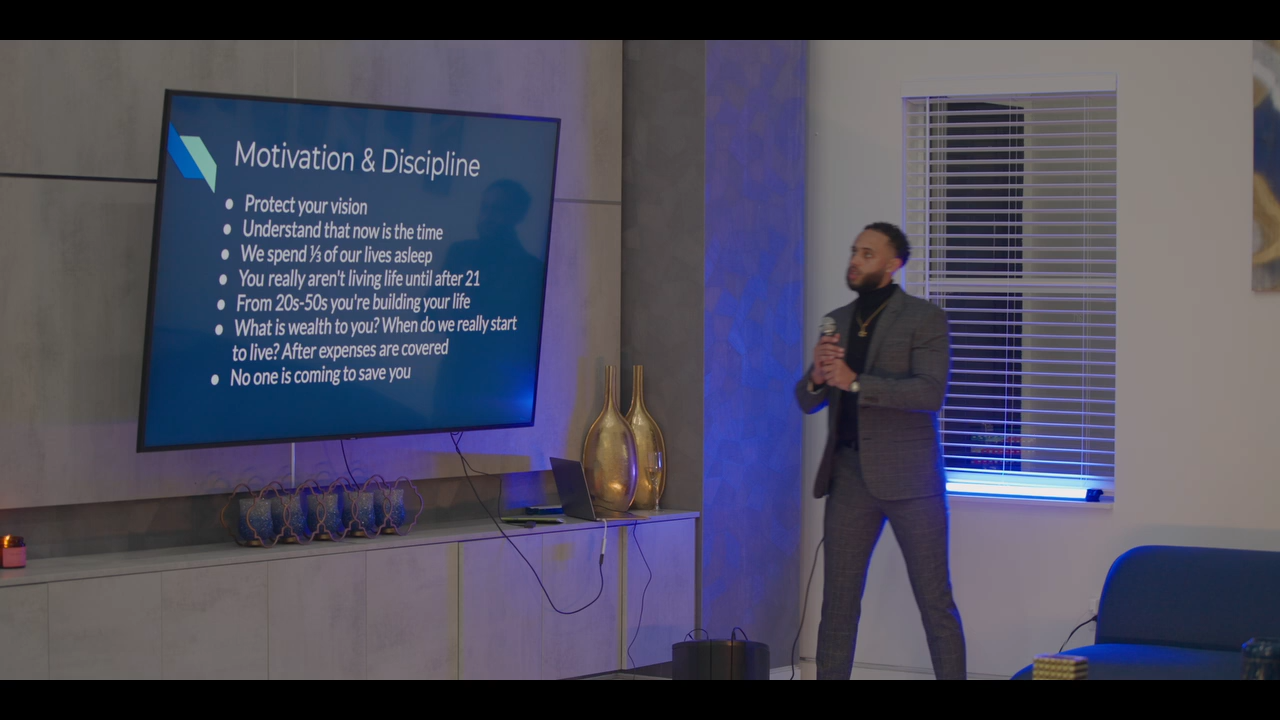 Motivation & Discipline
● Protect your vision
● Understand that now is the time
● We spend ⅓ of our lives asleep
● You really aren't living life until after 21
● From 20s-50s you're building your life
● What is wealth to you? When do we really start
to live? After expenses are covered
● No one is coming to save you